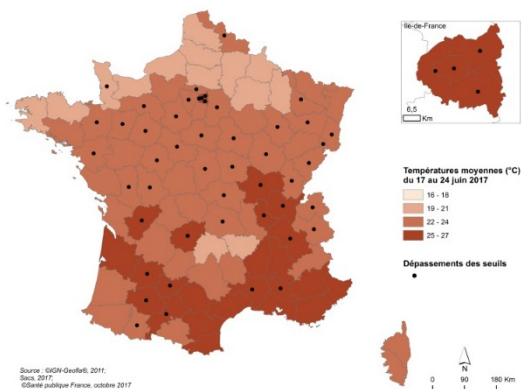 Ile-de-France
6,5
Km
Températures moyennes (°C)
du 17 au 24 juin 2017
16 - 18
19 - 21
22 - 24
25 - 27
Dépassements des seuils
N
0 90 180 Km
Source : ©IGN-Geofla®, 2011;
Sacs, 2017;
©Santé publique France, octobre 2017